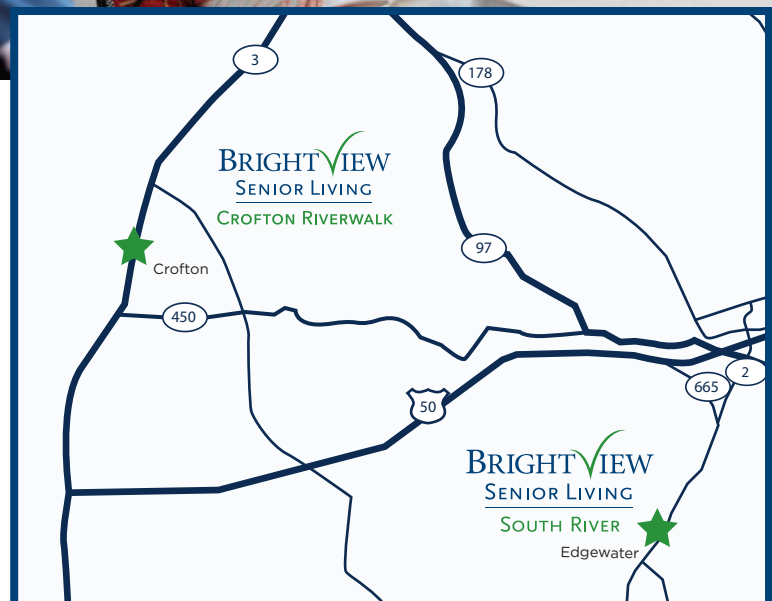 3
178
BRIGHTVIEW
SENIOR LIVING
CROFTON RIVERWALK
97
Crofton
450
2
665
50
BRIGHTVIEW
SENIOR LIVING
SOUTH RIVER
Edgewater